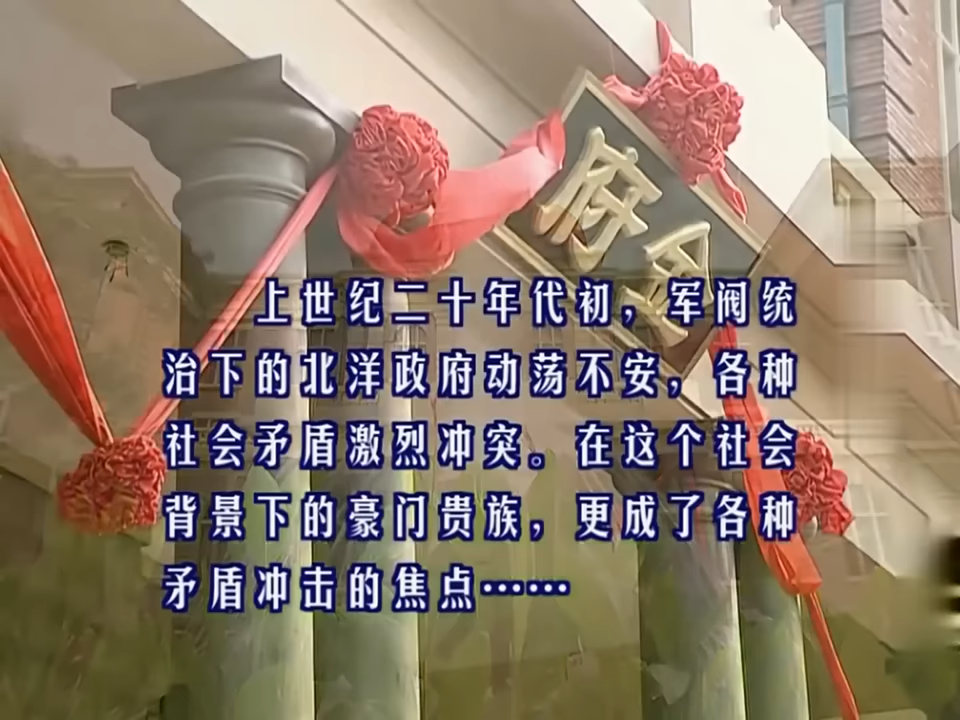 府金
上世纪二十年代初，军阀统
治下的北洋政府动荡不安，各种
社会矛盾激烈冲突。在这个社会
背景下的豪门贵族，更成了各种
矛盾冲击的焦点……